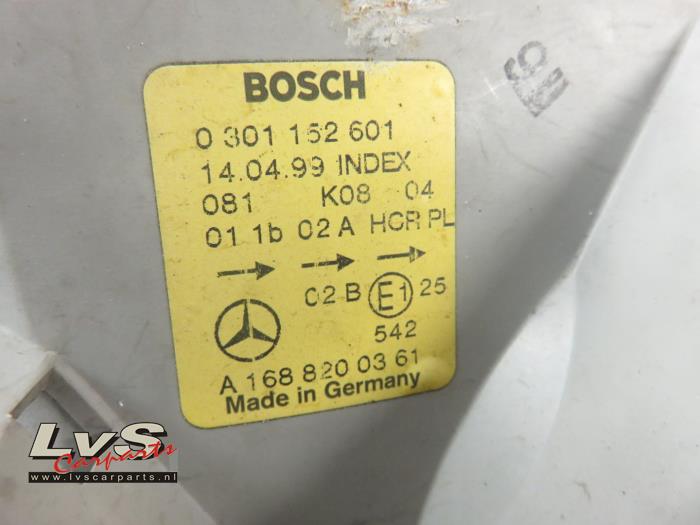 BOSCH
0 301 152 601
14.04.99 INDEX
081 K08 04
01 1b 02 A HCR PL
02 B E1 25
542
A 168 820 03 61
Made in Germany
LvS
Carparts
www.lvscarparts.nl